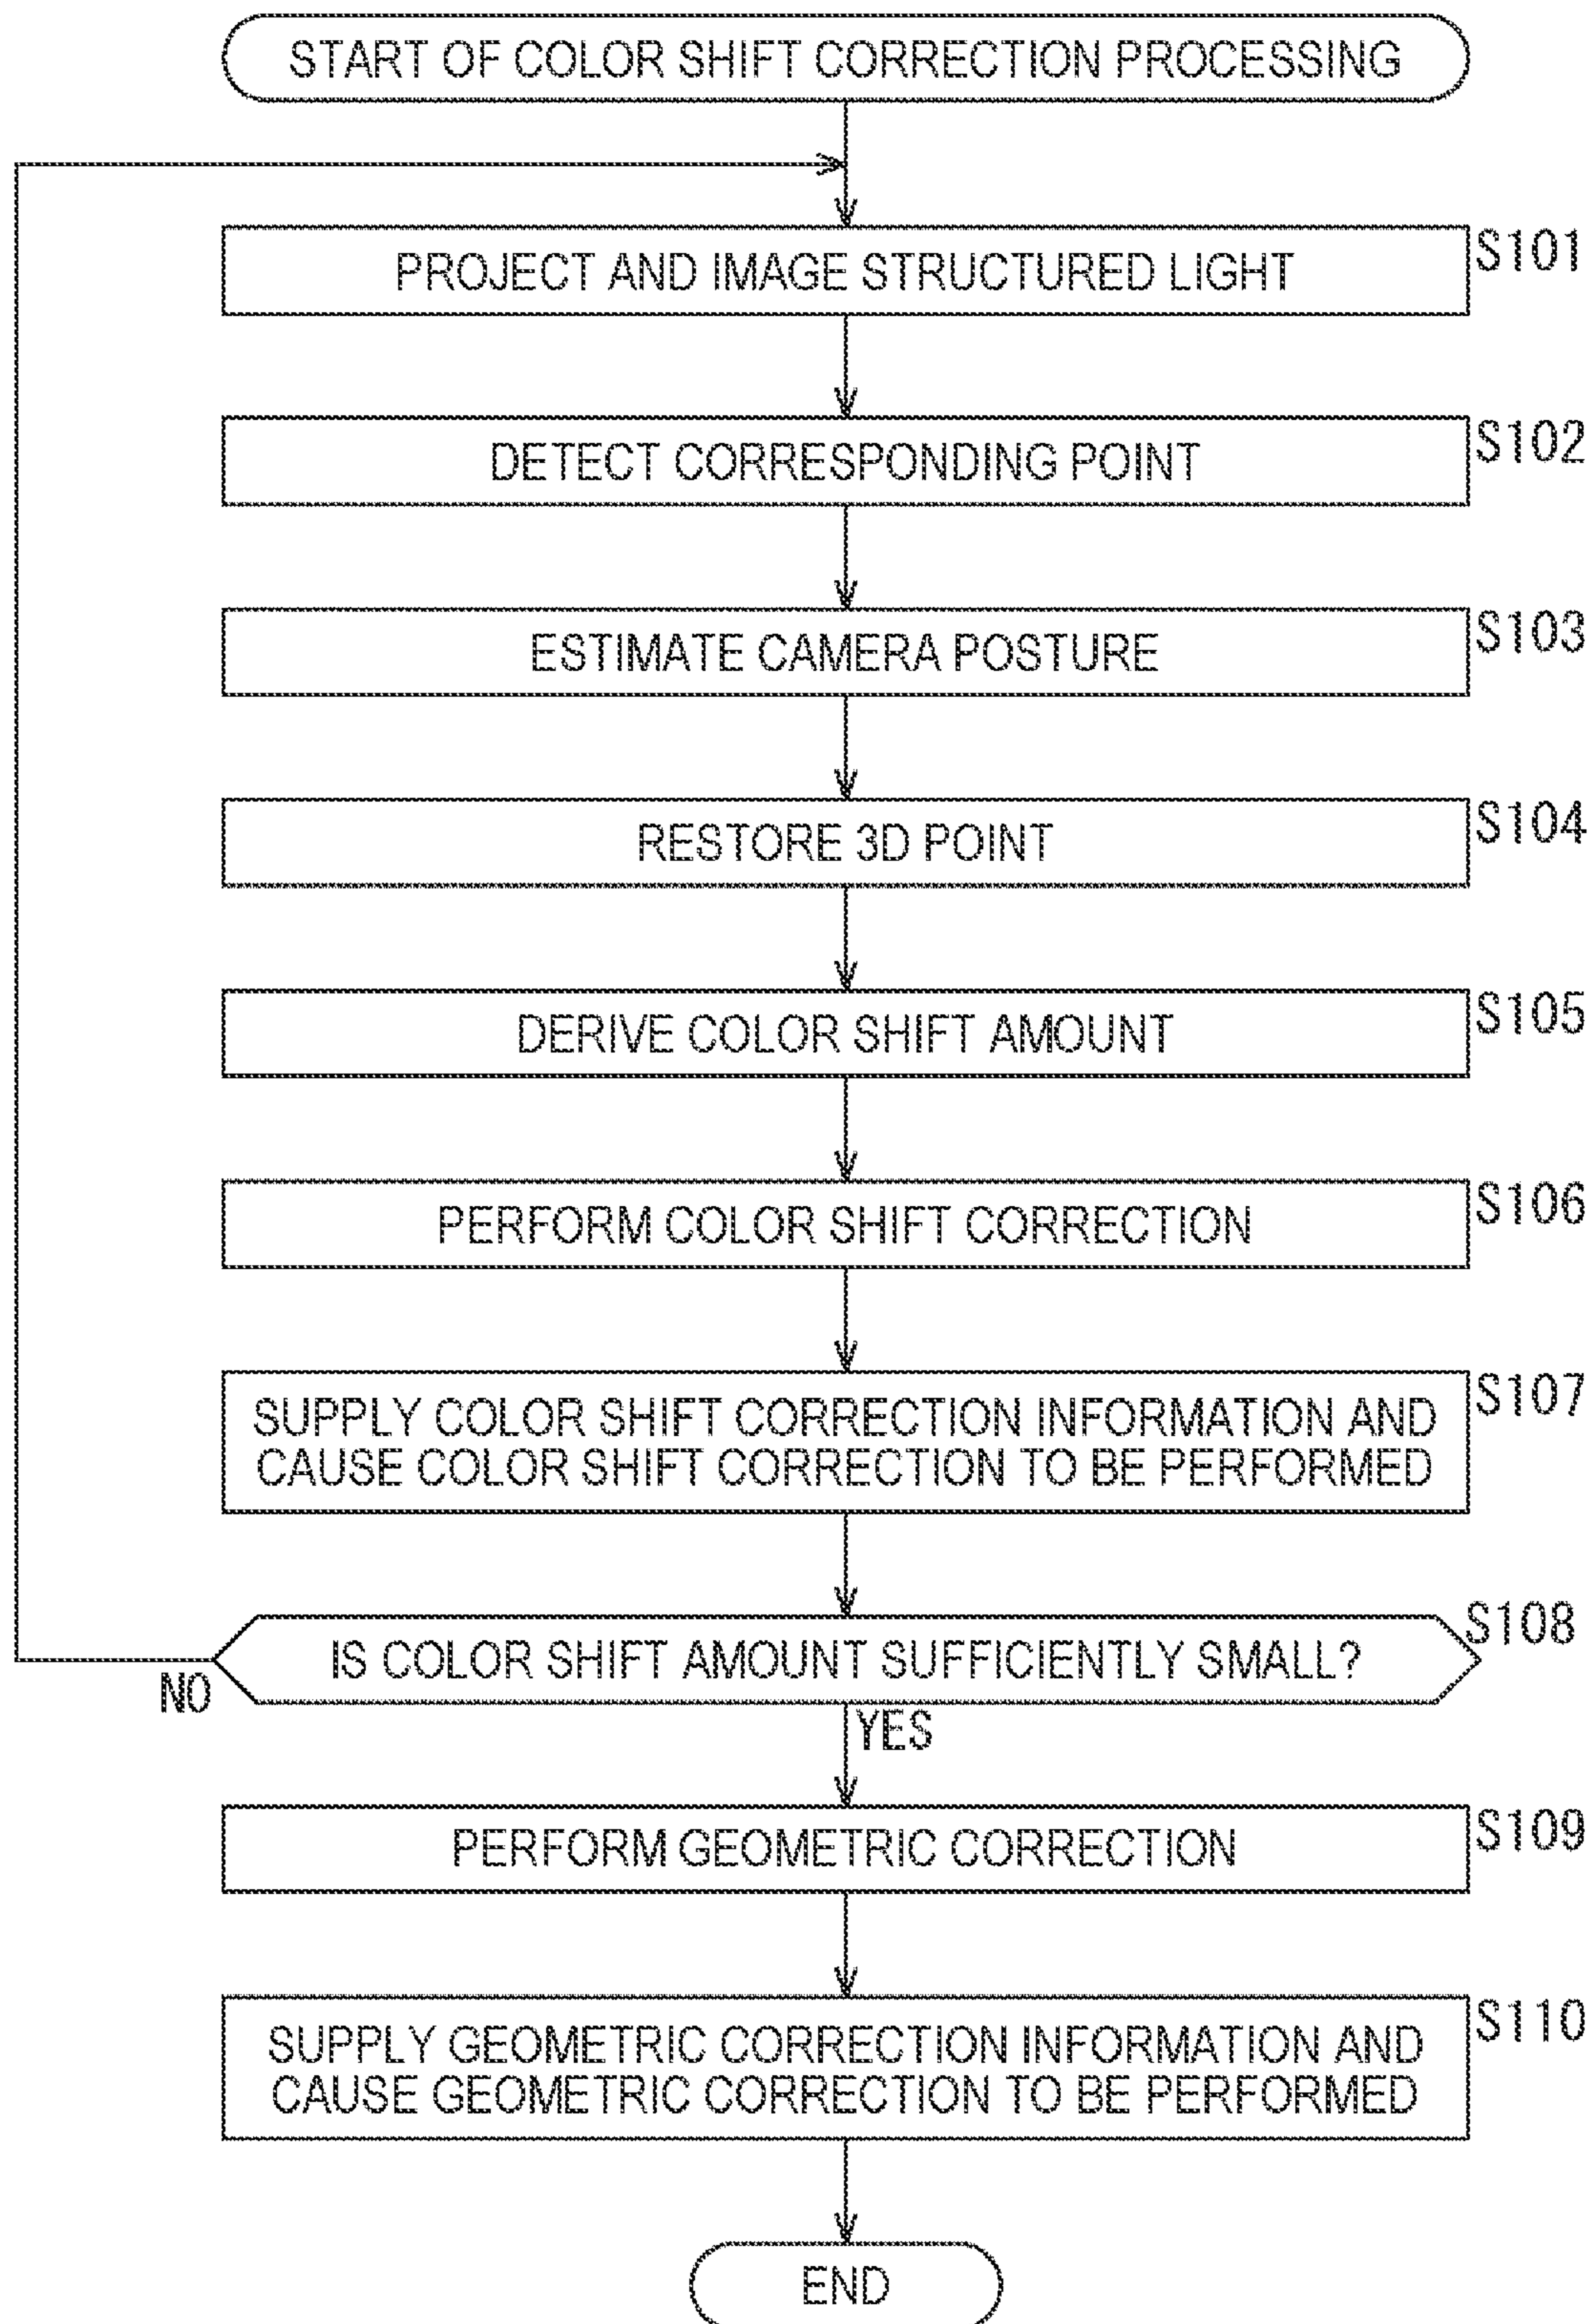 START OF COLOR SHIFT CORRECTION PROCESSING
PROJECT AND IMAGE STRUCTURED LIGHT
S101
DETECT CORRESPONDING POINT
S102
ESTIMATE CAMERA POSTURE
S103
RESTORE 3D POINT
S104
DERIVE COLOR SHIFT AMOUNT
S105
PERFORM COLOR SHIFT CORRECTION
S106
SUPPLY COLOR SHIFT CORRECTION INFORMATION AND
CAUSE COLOR SHIFT CORRECTION TO BE PERFORMED
S107
IS COLOR SHIFT AMOUNT SUFFICIENTLY SMALL?
S108
NO
YES
PERFORM GEOMETRIC CORRECTION
S109
SUPPLY GEOMETRIC CORRECTION INFORMATION AND
CAUSE GEOMETRIC CORRECTION TO BE PERFORMED
S110
END